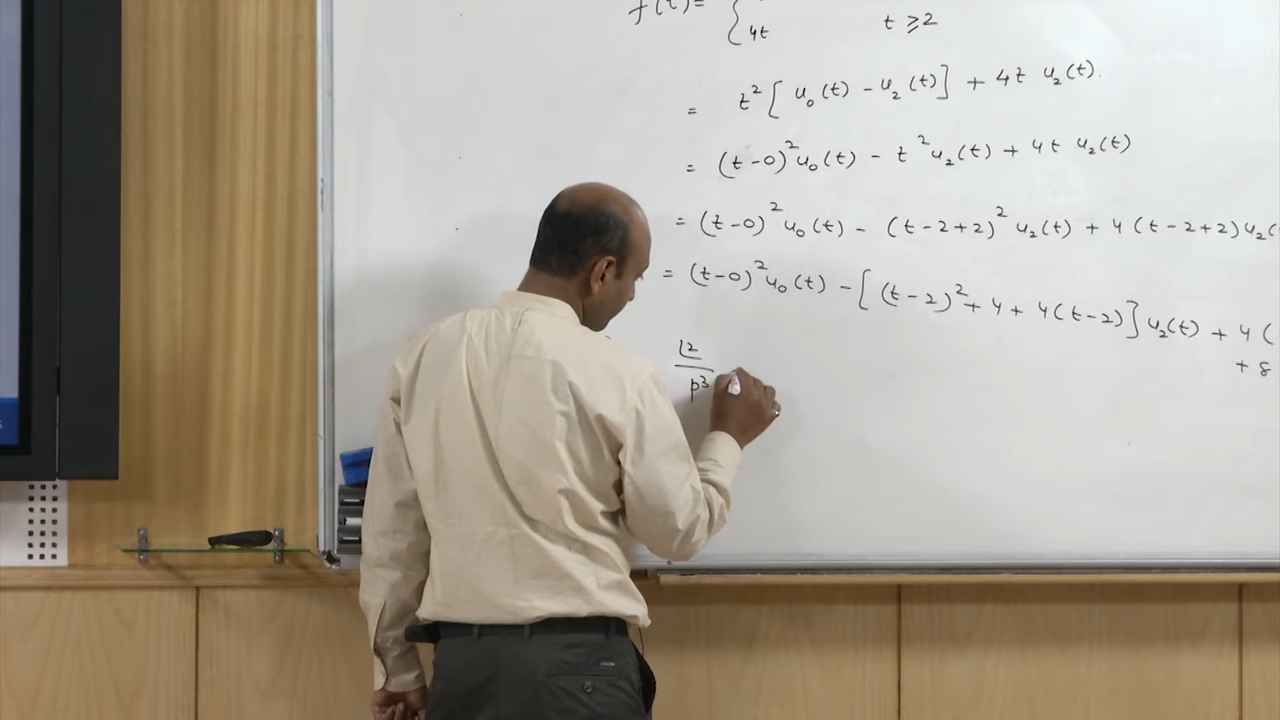 f(t) = {
4t t ⩾ 2
= t² [ u₀(t) - u₂(t) ] + 4t u₂(t).
= (t-0)² u₀(t) - t² u₂(t) + 4t u₂(t)
= (t-0)² u₀(t) - (t-2+2)² u₂(t) + 4(t-2+2) u₂(
= (t-0)² u₀(t) - [ (t-2)² + 4 + 4(t-2) ] u₂(t) + 4(
+ 8
⌊2
p³